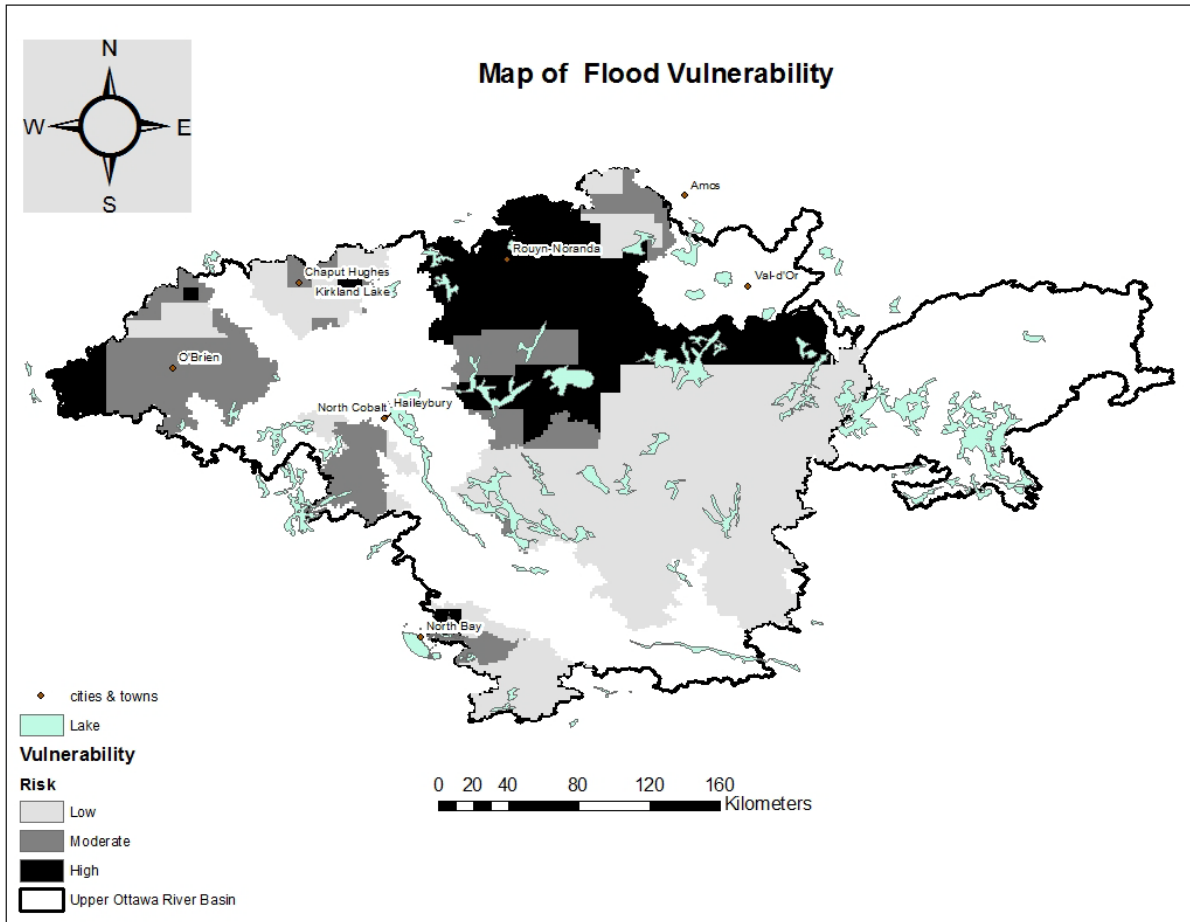 N
W E
S
Map of Flood Vulnerability
Amos
Rouyn-Noranda
Chaput Hughes
Val-d'Or
Kirkland Lake
O'Brien
North Cobalt Haileybury
North Bay
cities & towns
Lake
Vulnerability
Risk
Low
Moderate
High
Upper Ottawa River Basin
0 20 40 80 120 160
Kilometers